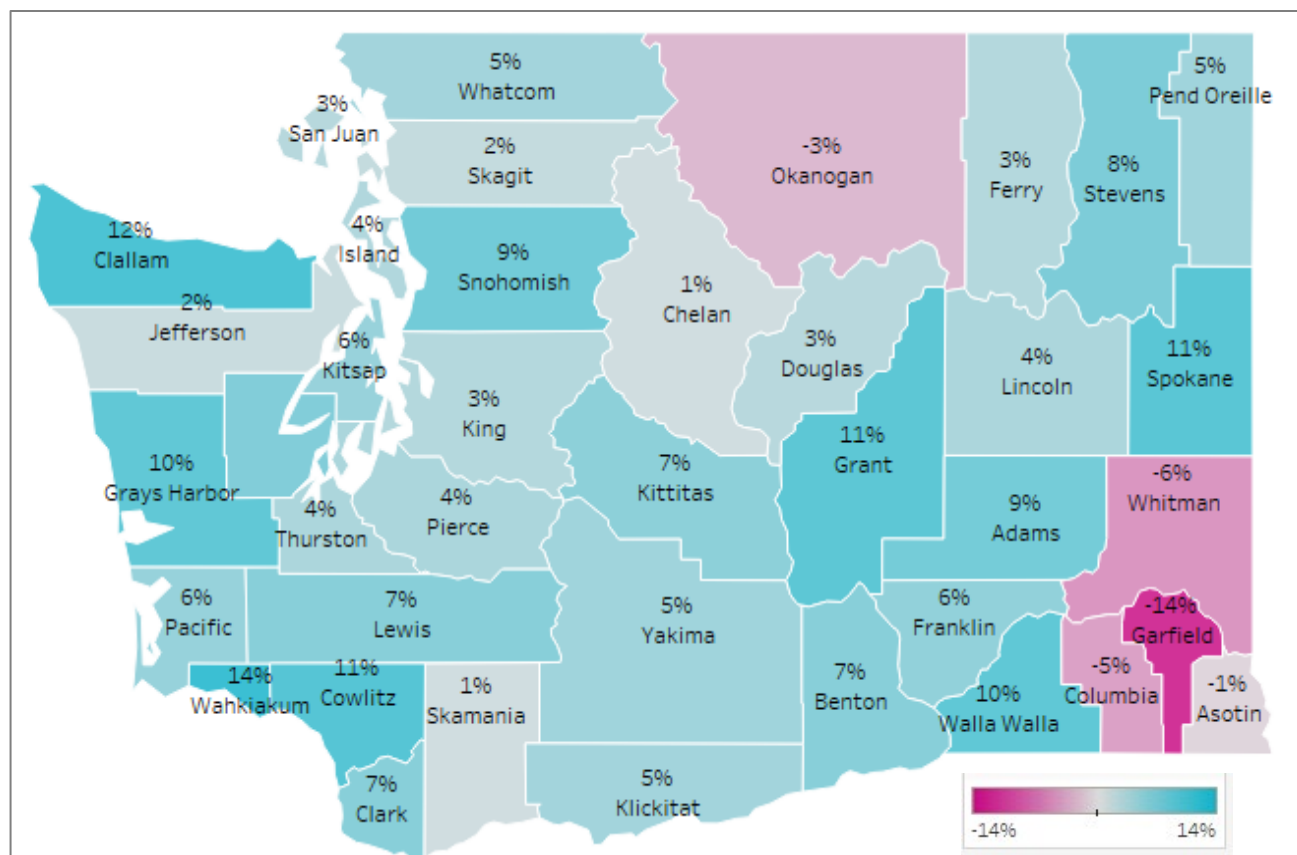 5%
Whatcom
5%
Pend Oreille
3%
San Juan
2%
Skagit
-3%
Okanogan
3%
Ferry
8%
Stevens
12%
Clallam
4%
Island
9%
Snohomish
1%
Chelan
2%
Jefferson
6%
Kitsap
3%
Douglas
4%
Lincoln
11%
Spokane
3%
King
11%
Grant
10%
Grays Harbor
7%
Kittitas
-6%
Whitman
4%
Thurston
4%
Pierce
9%
Adams
6%
Pacific
7%
Lewis
5%
Yakima
6%
Franklin
-14%
Garfield
14%
Wahkiakum
11%
Cowlitz
1%
Skamania
7%
Benton
10%
Walla Walla
-5%
Columbia
-1%
Asotin
7%
Clark
5%
Klickitat
-14% 14%